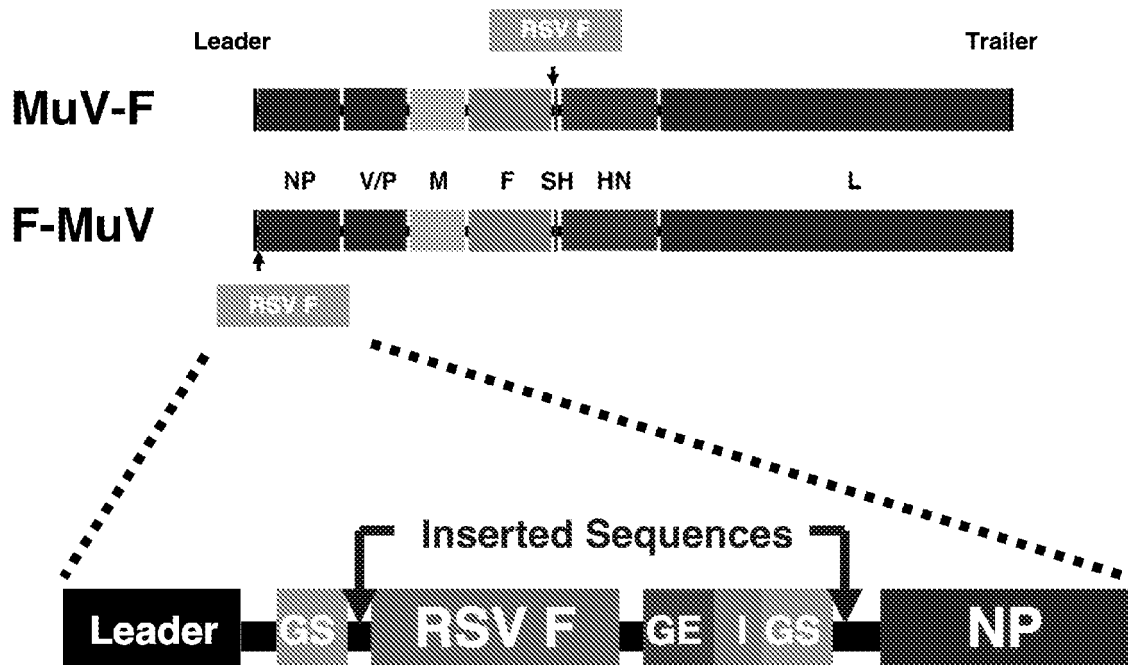 RSV F
Leader Trailer
MuV-F
NP V/P M F SH HN L
F-MuV
RSV F
Inserted Sequences
Leader GS RSV F GE I GS NP